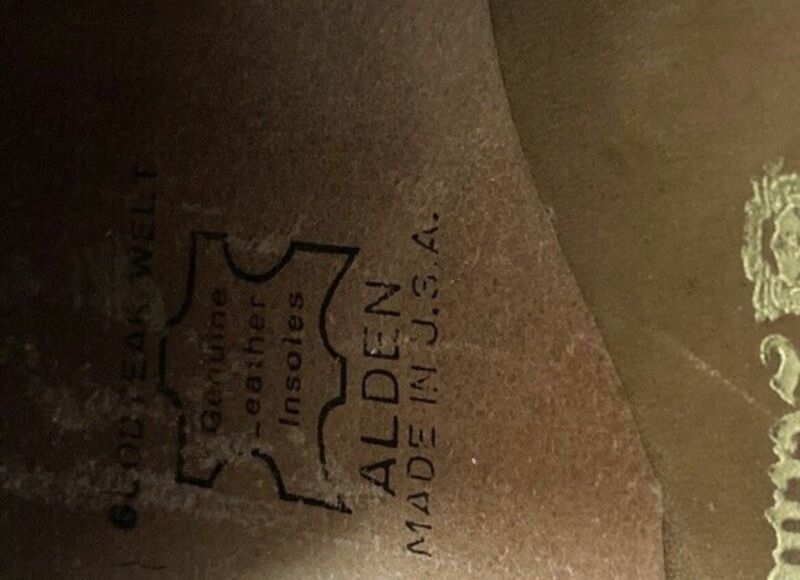 GOODYEAR WELT
Genuine
Leather
Insoles
ALDEN
MADE IN U.S.A.